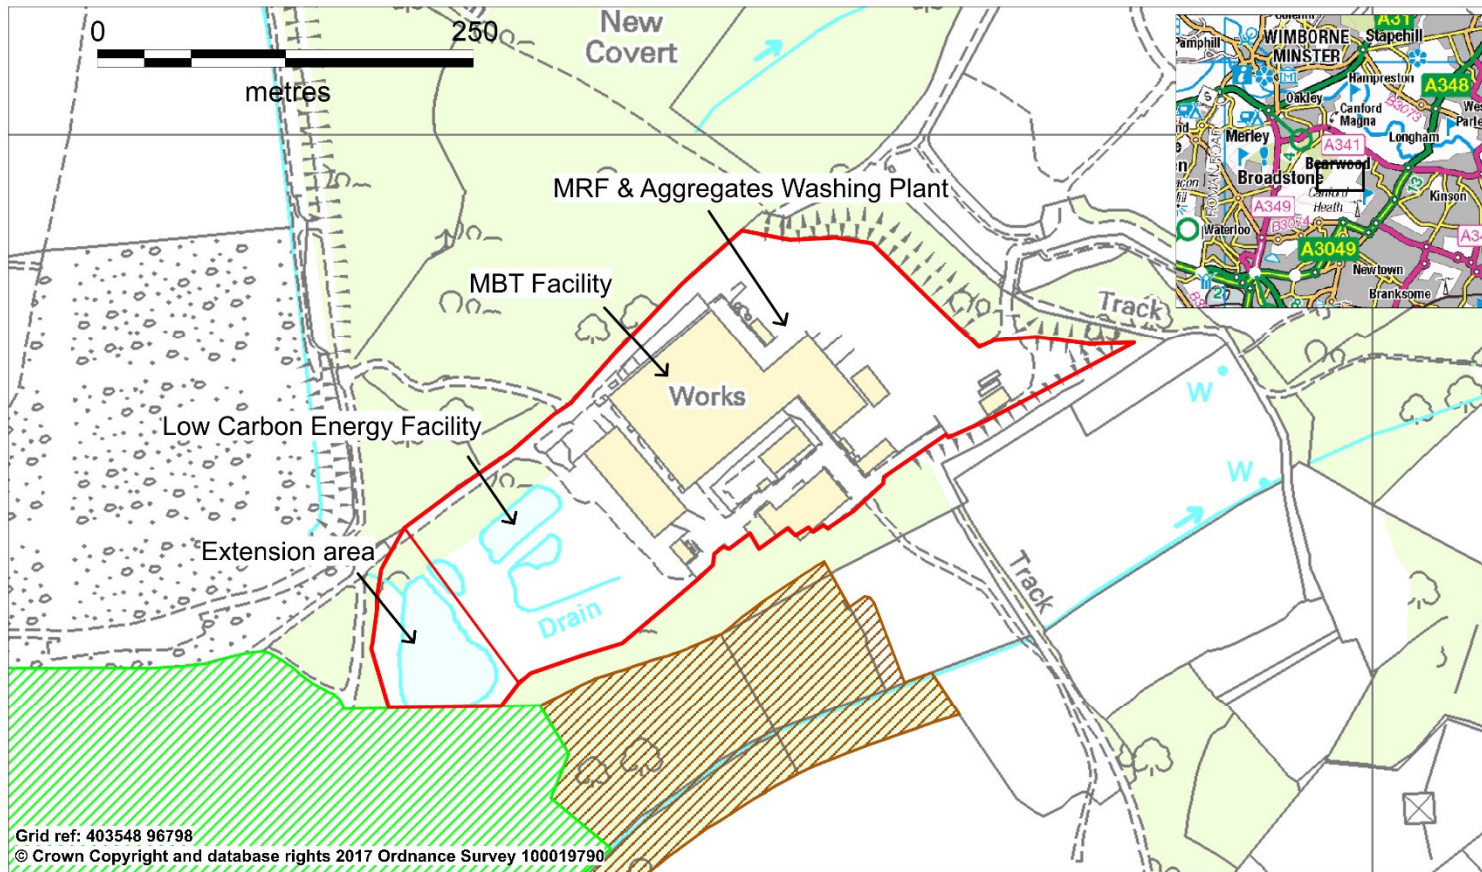 0
250
metres
New
Covert
MRF & Aggregates Washing Plant
MBT Facility
Track
Works
Low Carbon Energy Facility
W
W
Extension area
Drain
Track
Grid ref: 403548 96798
© Crown Copyright and database rights 2017 Ordnance Survey 100019790
A31
Stapehill
Pamphill
WIMBORNE
MINSTER
Hampreston
A348
Oakley
B3073
Canford
Magna
Merley
Longham
A341
Bearwood
Broadstone
ROMAN ROAD
Canford
Heath
13
Kinson
A349
B3074
Waterloo
A3049
Newtown
Branksome